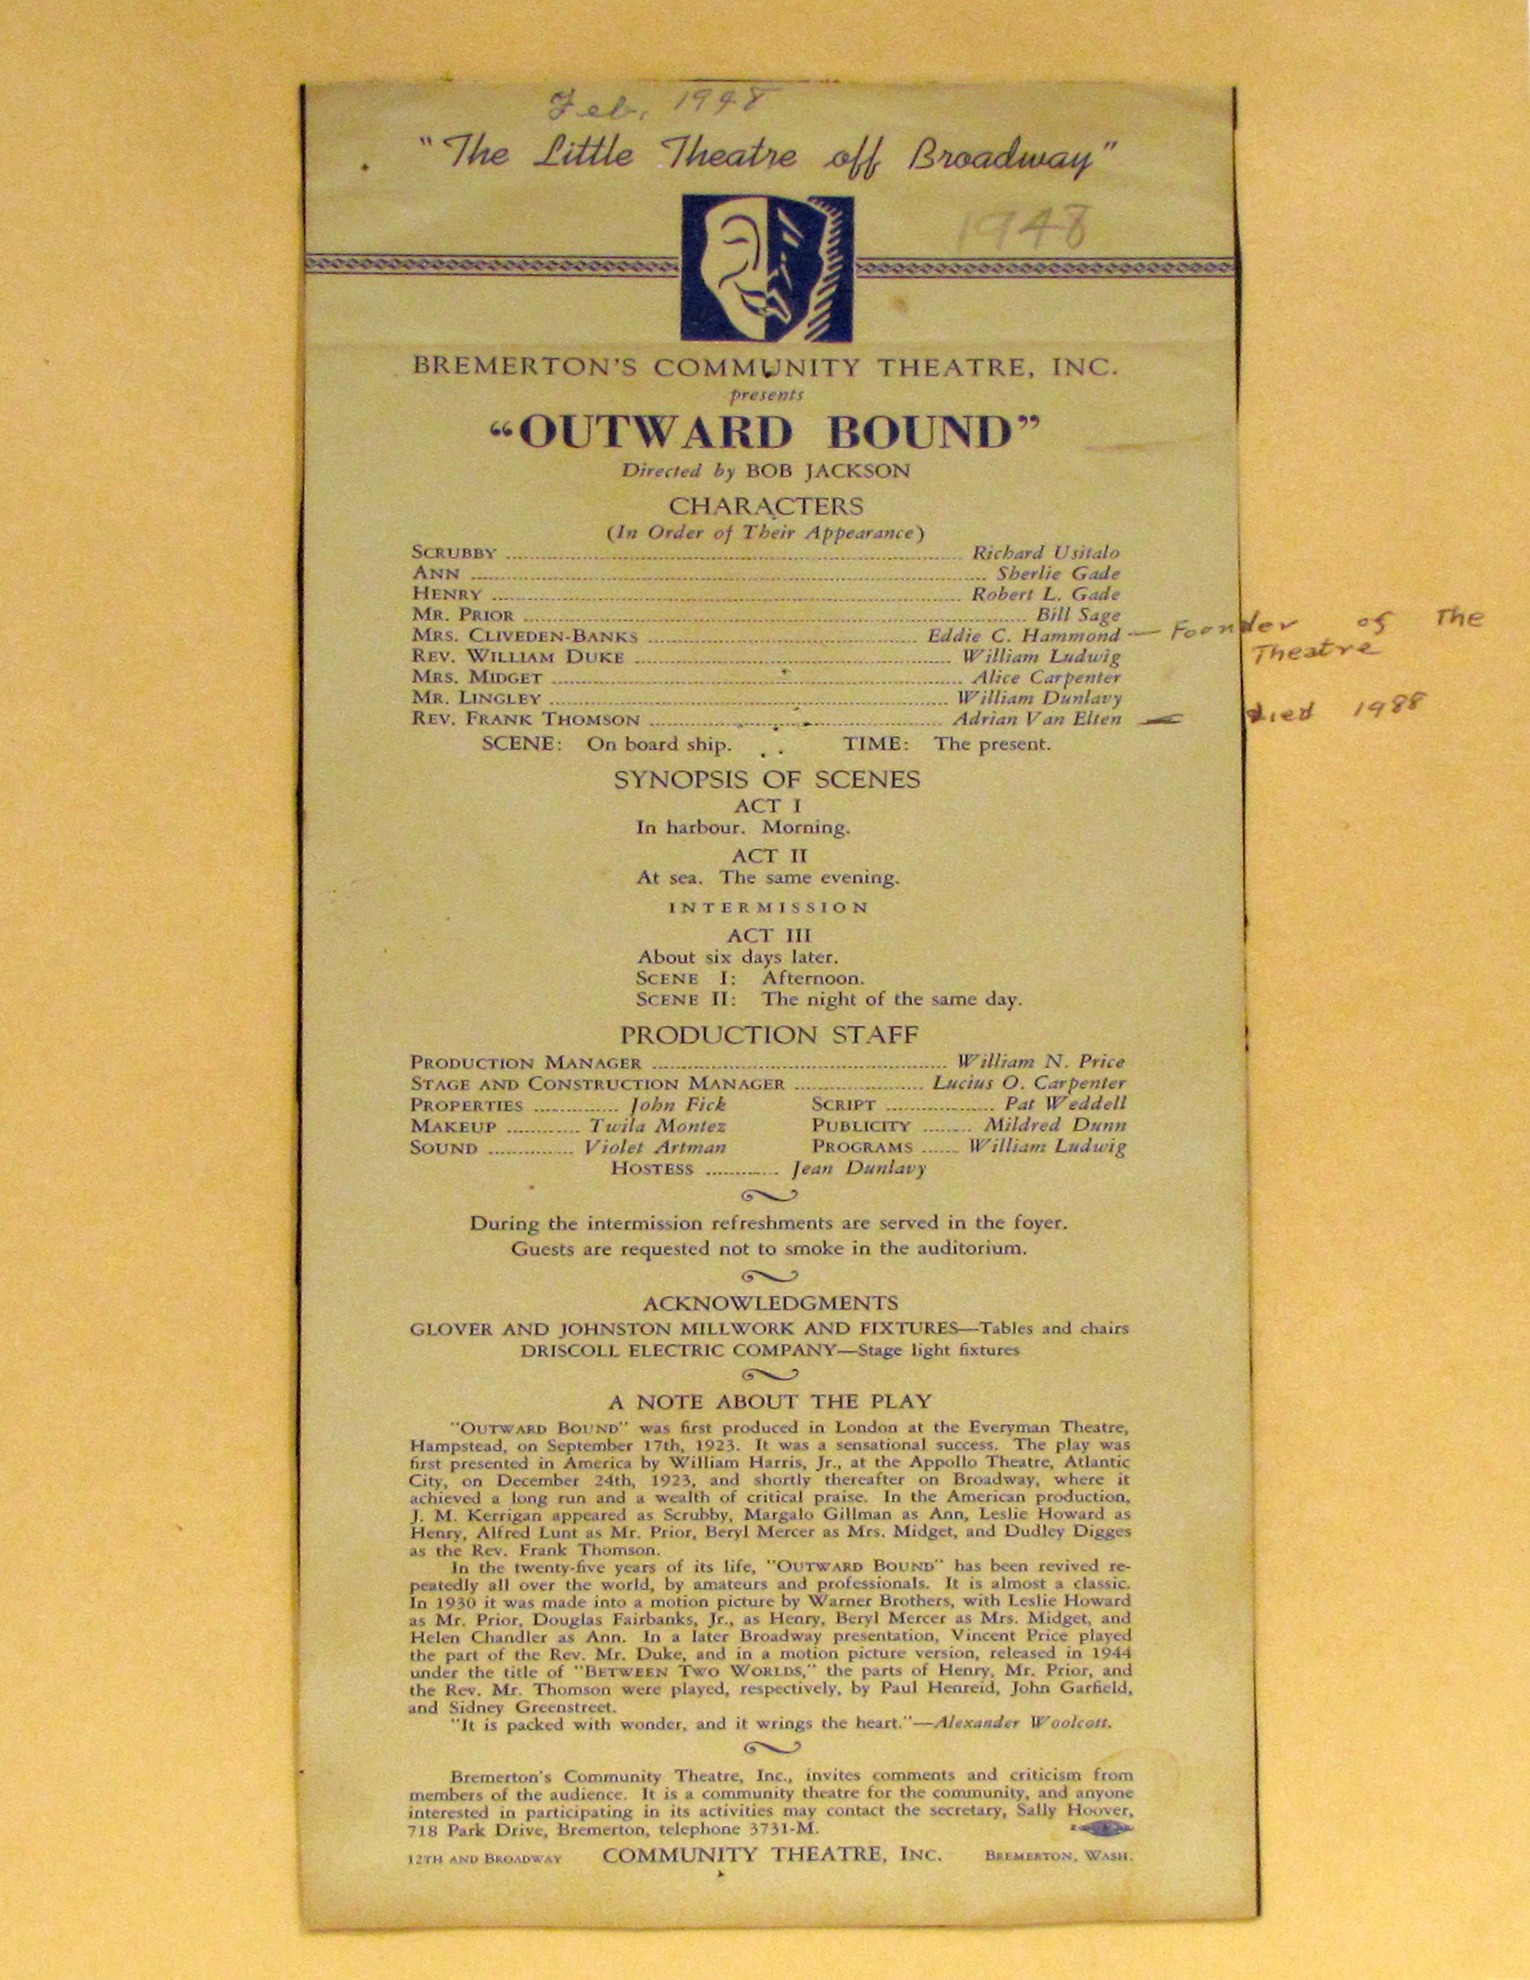 Feb, 1948
"The Little Theatre off Broadway"
1948
BREMERTON'S COMMUNITY THEATRE, INC.
presents
"OUTWARD BOUND"
Directed by BOB JACKSON
CHARACTERS
(In Order of Their Appearance)
SCRUBBY ........ Richard Usitalo
ANN ........ Sherlie Gade
HENRY ........ Robert L. Gade
MR. PRIOR ........ Bill Sage
MRS. CLIVEDEN-BANKS ........ Eddie C. Hammond — Founder of The
Theatre
REV. WILLIAM DUKE ........ William Ludwig
MRS. MIDGET ........ Alice Carpenter
MR. LINGLEY ........ William Dunlavy
REV. FRANK THOMSON ........ Adrian Van Elten — died 1988
SCENE: On board ship. TIME: The present.
SYNOPSIS OF SCENES
ACT I
In harbour. Morning.
ACT II
At sea. The same evening.
INTERMISSION
ACT III
About six days later.
SCENE I: Afternoon.
SCENE II: The night of the same day.
PRODUCTION STAFF
PRODUCTION MANAGER ........ William N. Price
STAGE AND CONSTRUCTION MANAGER ........ Lucius O. Carpenter
PROPERTIES ........ John Fick SCRIPT ........ Pat Weddell
MAKEUP ........ Twila Montez PUBLICITY ........ Mildred Dunn
SOUND ........ Violet Artman PROGRAMS ...... William Ludwig
HOSTESS ........ Jean Dunlavy
During the intermission refreshments are served in the foyer.
Guests are requested not to smoke in the auditorium.
ACKNOWLEDGMENTS
GLOVER AND JOHNSTON MILLWORK AND FIXTURES—Tables and chairs
DRISCOLL ELECTRIC COMPANY—Stage light fixtures
A NOTE ABOUT THE PLAY
"OUTWARD BOUND" was first produced in London at the Everyman Theatre,
Hampstead, on September 17th, 1923. It was a sensational success. The play was
first presented in America by William Harris, Jr., at the Appollo Theatre, Atlantic
City, on December 24th, 1923, and shortly thereafter on Broadway, where it
achieved a long run and a wealth of critical praise. In the American production,
J. M. Kerrigan appeared as Scrubby, Margalo Gillman as Ann, Leslie Howard as
Henry, Alfred Lunt as Mr. Prior, Beryl Mercer as Mrs. Midget, and Dudley Digges
as the Rev. Frank Thomson.
In the twenty-five years of its life, "OUTWARD BOUND" has been revived re-
peatedly all over the world, by amateurs and professionals. It is almost a classic.
In 1930 it was made into a motion picture by Warner Brothers, with Leslie Howard
as Mr. Prior, Douglas Fairbanks, Jr., as Henry, Beryl Mercer as Mrs. Midget, and
Helen Chandler as Ann. In a later Broadway presentation, Vincent Price played
the part of the Rev. Mr. Duke, and in a motion picture version, released in 1944
under the title of "BETWEEN TWO WORLDS," the parts of Henry, Mr. Prior, and
the Rev. Mr. Thomson were played, respectively, by Paul Henreid, John Garfield,
and Sidney Greenstreet.
"It is packed with wonder, and it wrings the heart."—Alexander Woolcott.
Bremerton's Community Theatre, Inc., invites comments and criticism from
members of the audience. It is a community theatre for the community, and anyone
interested in participating in its activities may contact the secretary, Sally Hoover,
718 Park Drive, Bremerton, telephone 3731-M.
12TH AND BROADWAY COMMUNITY THEATRE, INC. BREMERTON, WASH.